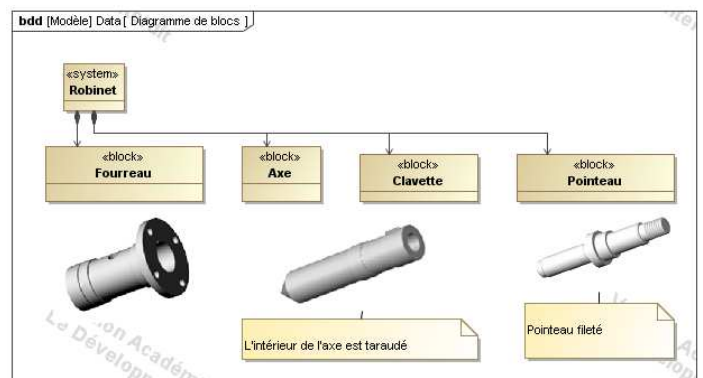 bdd [Modèle] Data [ Diagramme de blocs ]
«system»
Robinet
«block»
Fourreau
«block»
Axe
«block»
Clavette
«block»
Pointeau
L'intérieur de l'axe est taraudé
Pointeau fileté